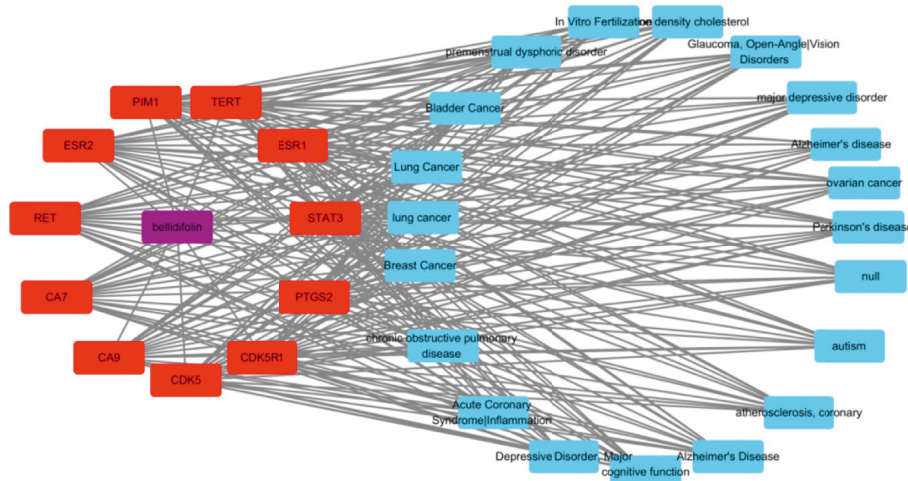 In Vitro Fertilization
density cholesterol
premenstrual dysphoric disorder
Glaucoma, Open-Angle|Vision
Disorders
PIM1
TERT
major depressive disorder
Bladder Cancer
ESR2
ESR1
Alzheimer's disease
Lung Cancer
ovarian cancer
RET
bellidifolin
STAT3
lung cancer
Parkinson's disease
Breast Cancer
null
CA7
PTGS2
chronic obstructive pulmonary
disease
autism
CA9
CDK5R1
CDK5
Acute Coronary
Syndrome|Inflammation
atherosclerosis, coronary
Depressive Disorder, Major
cognitive function
Alzheimer's Disease